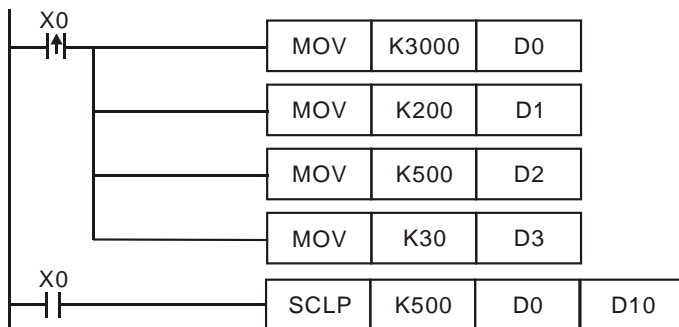 X0
MOV K3000 D0
MOV K200 D1
MOV K500 D2
MOV K30 D3
X0
SCLP K500 D0 D10